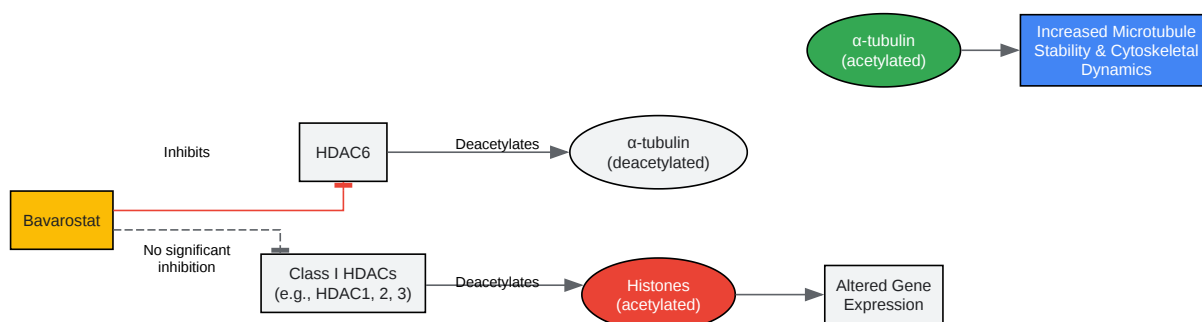 α-tubulin
(acetylated)
Increased Microtubule
Stability & Cytoskeletal
Dynamics
Inhibits
HDAC6
Deacetylates
α-tubulin
(deacetylated)
Bavarostat
No significant
inhibition
Class I HDACs
(e.g., HDAC1, 2, 3)
Deacetylates
Histones
(acetylated)
Altered Gene
Expression